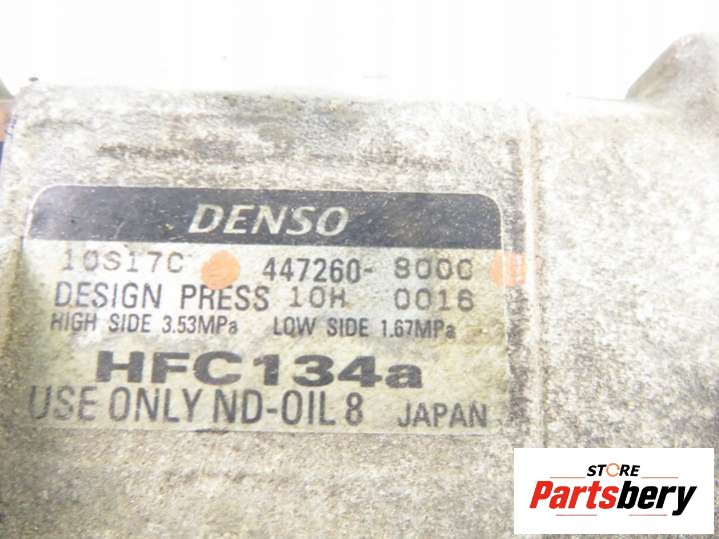 DENSO
10S17C 447260- 8000
DESIGN PRESS 10H 0016
HIGH SIDE 3.53MPa LOW SIDE 1.67MPa
HFC134a
USE ONLY ND-OIL 8 JAPAN
STORE
Partsbery